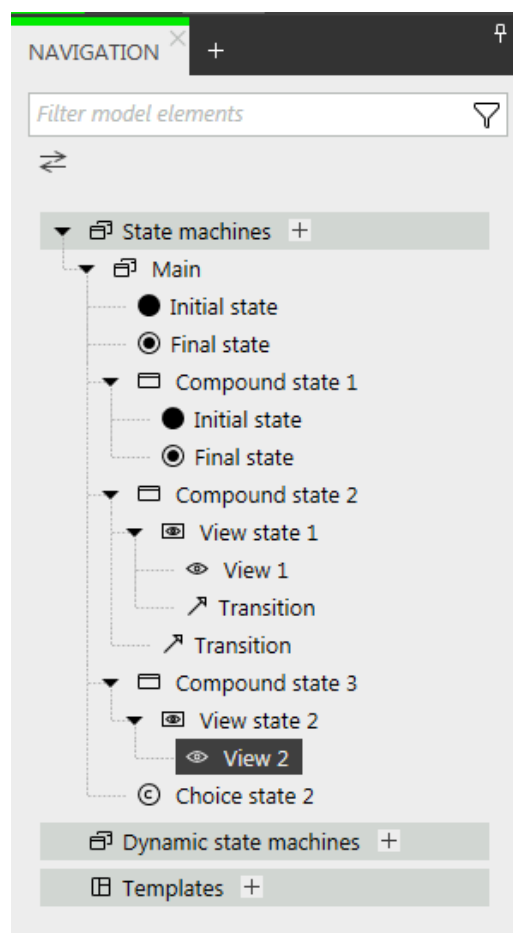 NAVIGATION
Filter model elements
State machines
Main
Initial state
Final state
Compound state 1
Initial state
Final state
Compound state 2
View state 1
View 1
Transition
Transition
Compound state 3
View state 2
View 2
Choice state 2
Dynamic state machines
Templates